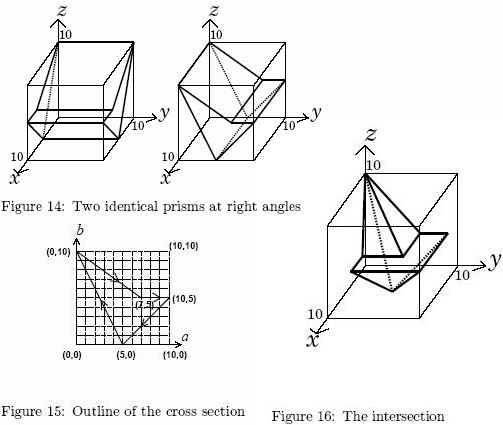 z
10
y
10
10
x
z
10
y
10
10
x
Figure 14: Two identical prisms at right angles
b
(0,10)
(10,10)
(7,5)
(10,5)
a
(0,0)
(5,0)
(10,0)
Figure 15: Outline of the cross section
z
10
y
10
10
x
Figure 16: The intersection